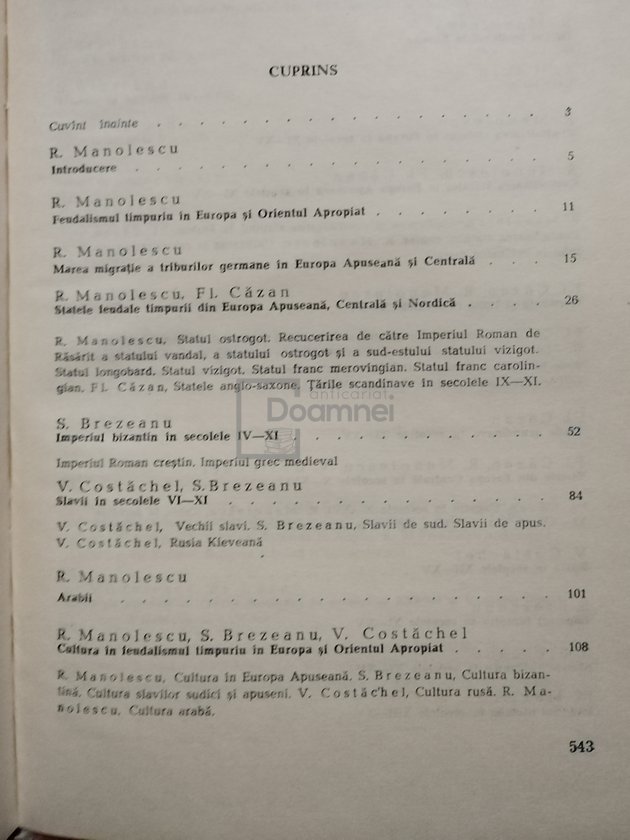 CUPRINS
Cuvînt înainte . . . . . . . . . . . . . . . . 3
R. Manolescu
Introducere . . . . . . . . . . . . . . . . . 5
R. Manolescu
Feudalismul timpuriu în Europa și Orientul Apropiat . . . . . . . 11
R. Manolescu
Marea migrație a triburilor germane în Europa Apuseană și Centrală . . . 15
R. Manolescu, Fl. Căzan
Statele feudale timpurii din Europa Apuseană, Centrală și Nordică . . . . 26
R. Manolescu, Statul ostrogot. Recucerirea de către Imperiul Roman de
Răsărit a statului vandal, a statului ostrogot și a sud-estului statului vizigot.
Statul longobard. Statul vizigot. Statul franc merovingian. Statul franc carolin-
gian. Fl. Căzan, Statele anglo-saxone. Țările scandinave în secolele IX—XI.
anticariat
Doamnei
S. Brezeanu
Imperiul bizantin în secolele IV—XI . . . . . . . . . . . . 52
Imperiul Roman creștin. Imperiul grec medieval
V. Costăchel, S. Brezeanu
Slavii în secolele VI—XI . . . . . . . . . . . . . 84
V. Costăchel, Vechii slavi. S. Brezeanu, Slavii de sud. Slavii de apus.
V. Costăchel, Rusia Kieveană
R. Manolescu
Arabii . . . . . . . . . . . . . . . . . 101
R. Manolescu, S. Brezeanu, V. Costăchel
Cultura în feudalismul timpuriu în Europa și Orientul Apropiat . . . . . 108
R. Manolescu, Cultura în Europa Apuseană. S. Brezeanu, Cultura bizan-
tină. Cultura slavilor sudici și apuseni. V. Costăchel, Cultura rusă. R. Ma-
nolescu, Cultura arabă.
543